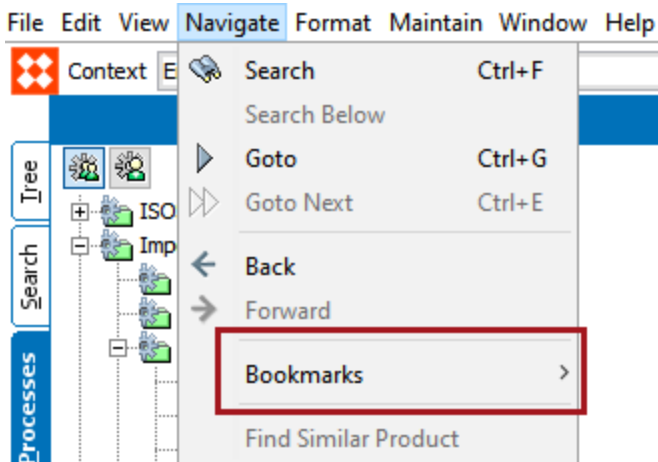 File Edit View Navigate Format Maintain Window Help
Context E
Search Ctrl+F
Search Below
Goto Ctrl+G
Goto Next Ctrl+E
Back
Forward
Bookmarks
Find Similar Product
Tree
Search
Processes
ISO
Imp